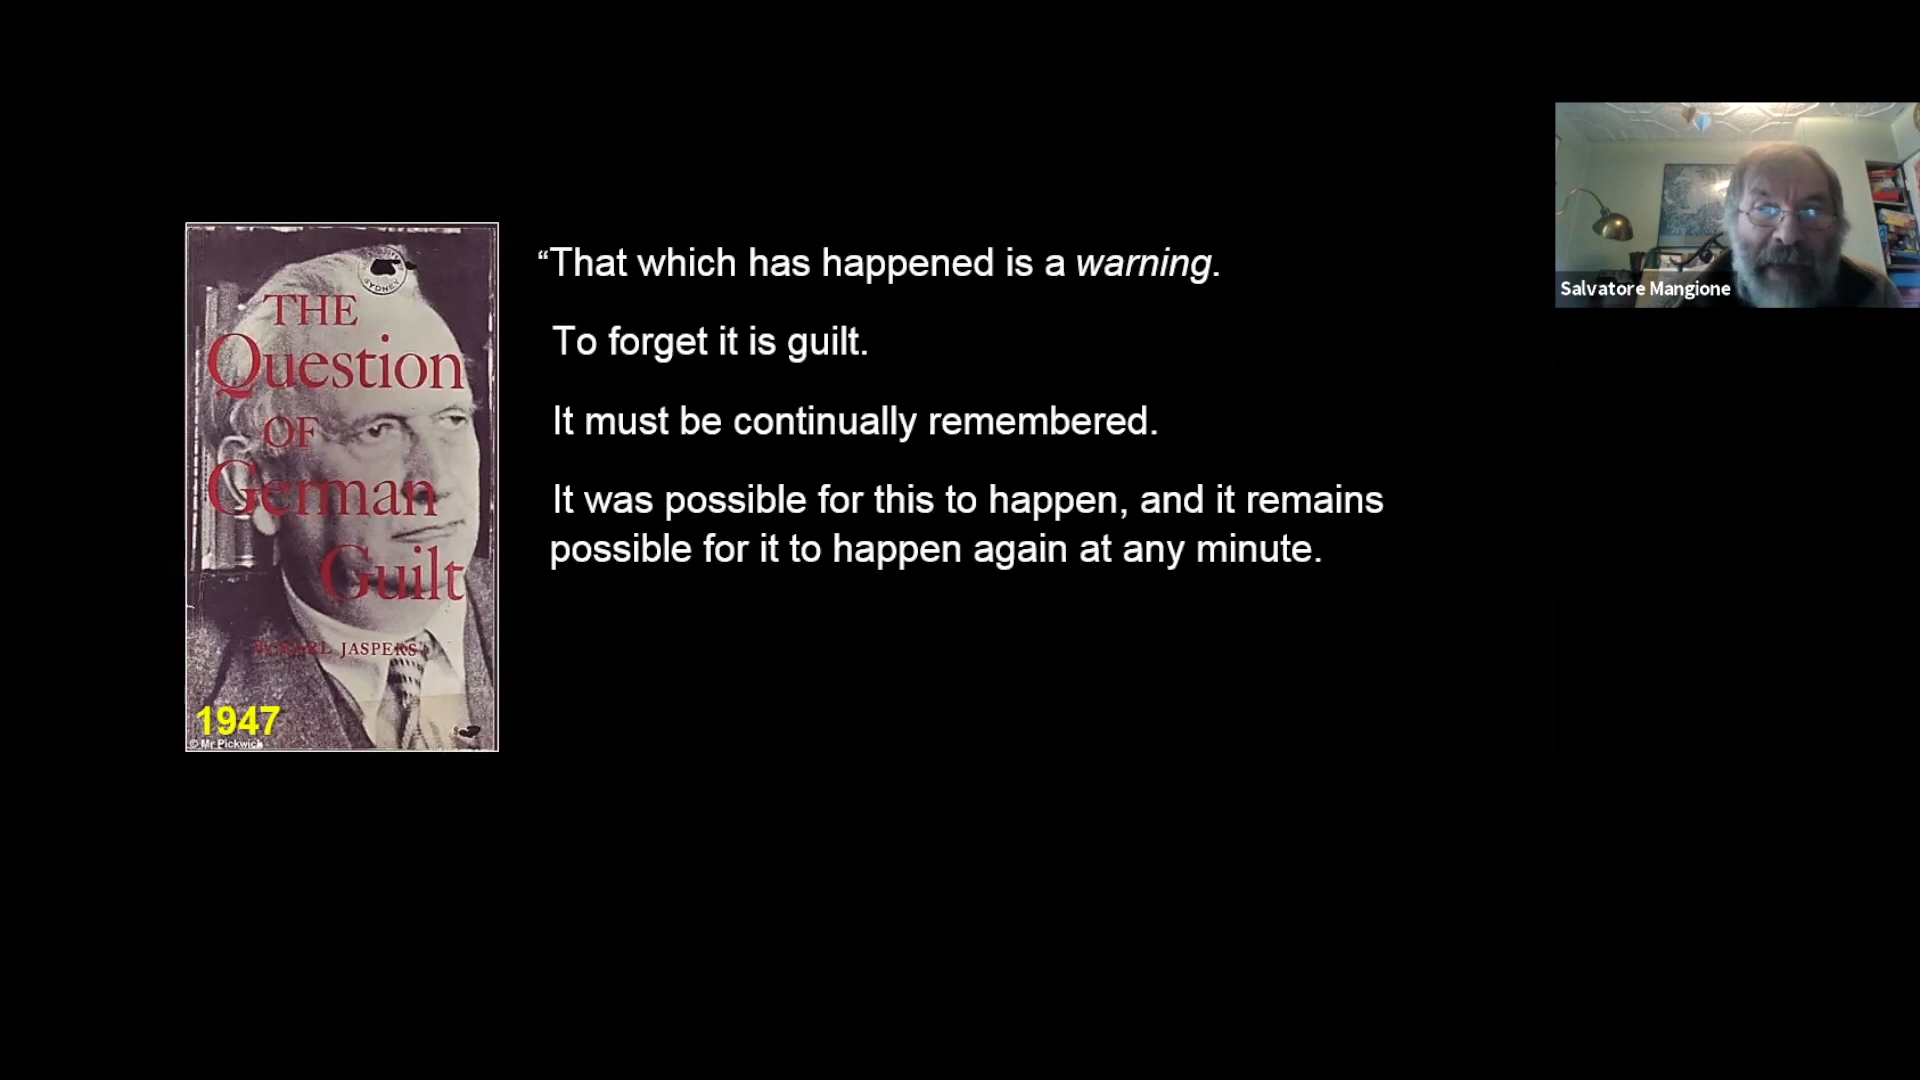 THE
Question
OF
German
Guilt
JASPERS
1947
© Mr Pickwick
SYDNEY
“That which has happened is a warning.
To forget it is guilt.
It must be continually remembered.
It was possible for this to happen, and it remains
possible for it to happen again at any minute.
Salvatore Mangione